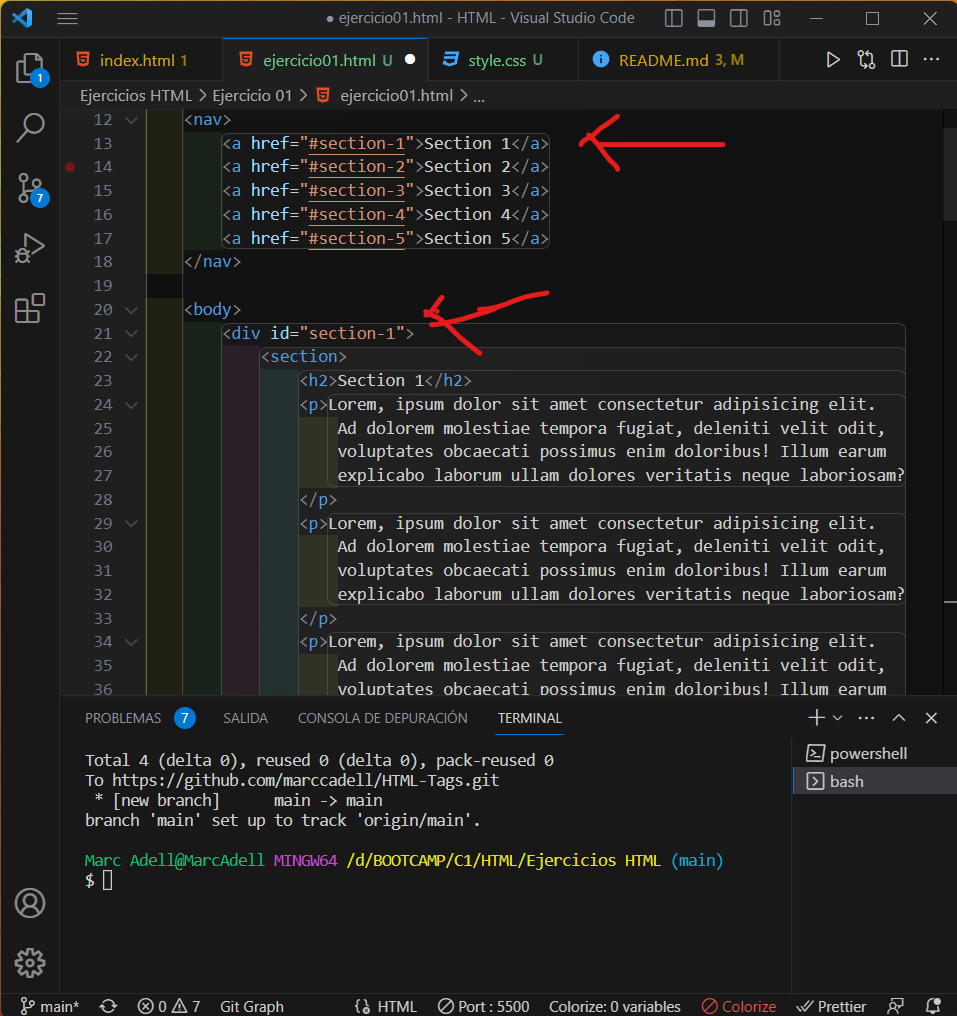 ejercicio01.html - HTML - Visual Studio Code
index.html 1
ejercicio01.html U
style.css U
README.md 3, M
Ejercicios HTML > Ejercicio 01 > ejercicio01.html > ...
12 <nav>
13 <a href="#section-1">Section 1</a>
14 <a href="#section-2">Section 2</a>
15 <a href="#section-3">Section 3</a>
16 <a href="#section-4">Section 4</a>
17 <a href="#section-5">Section 5</a>
18 </nav>
19
20 <body>
21 <div id="section-1">
22 <section>
23 <h2>Section 1</h2>
24 <p>Lorem, ipsum dolor sit amet consectetur adipisicing elit.
25 Ad dolorem molestiae tempora fugiat, deleniti velit odit,
26 voluptates obcaecati possimus enim doloribus! Illum earum
27 explicabo laborum ullam dolores veritatis neque laboriosam?
28 </p>
29 <p>Lorem, ipsum dolor sit amet consectetur adipisicing elit.
30 Ad dolorem molestiae tempora fugiat, deleniti velit odit,
31 voluptates obcaecati possimus enim doloribus! Illum earum
32 explicabo laborum ullam dolores veritatis neque laboriosam?
33 </p>
34 <p>Lorem, ipsum dolor sit amet consectetur adipisicing elit.
35 Ad dolorem molestiae tempora fugiat, deleniti velit odit,
36 voluptates obcaecati possimus enim doloribus! Illum earum
1
7
PROBLEMAS 7 SALIDA CONSOLA DE DEPURACIÓN TERMINAL
Total 4 (delta 0), reused 0 (delta 0), pack-reused 0
To https://github.com/marccadell/HTML-Tags.git
* [new branch] main -> main
branch 'main' set up to track 'origin/main'.
Marc Adell@MarcAdell MINGW64 /d/BOOTCAMP/C1/HTML/Ejercicios HTML (main)
$
powershell
bash
main* 0 7 Git Graph HTML Port : 5500 Colorize: 0 variables Colorize Prettier